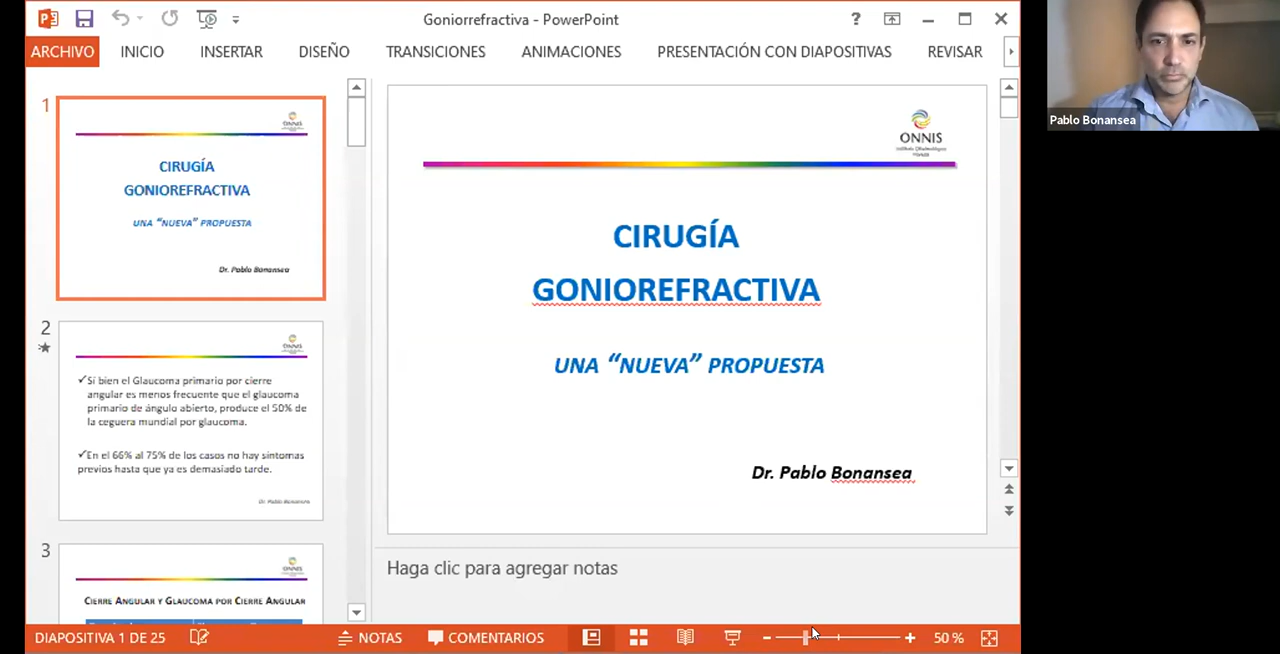 Goniorrefractiva - PowerPoint
?
ARCHIVO INICIO INSERTAR DISEÑO TRANSICIONES ANIMACIONES PRESENTACIÓN CON DIAPOSITIVAS REVISAR
Pablo Bonansea
1
ONNIS
CIRUGÍA
GONIOREFRACTIVA
UNA “NUEVA” PROPUESTA
Dr. Pablo Bonansea
2
ONNIS
✓Si bien el Glaucoma primario por cierre
angular es menos frecuente que el glaucoma
primario de ángulo abierto, produce el 50% de
la ceguera mundial por glaucoma.
✓En el 66% al 75% de los casos no hay síntomas
previos hasta que ya es demasiado tarde.
Dr. Pablo Bonansea
3
ONNIS
CIERRE ANGULAR Y GLAUCOMA POR CIERRE ANGULAR
ONNIS
CIRUGÍA
GONIOREFRACTIVA
UNA “NUEVA” PROPUESTA
Dr. Pablo Bonansea
Haga clic para agregar notas
DIAPOSITIVA 1 DE 25 NOTAS COMENTARIOS 50 %